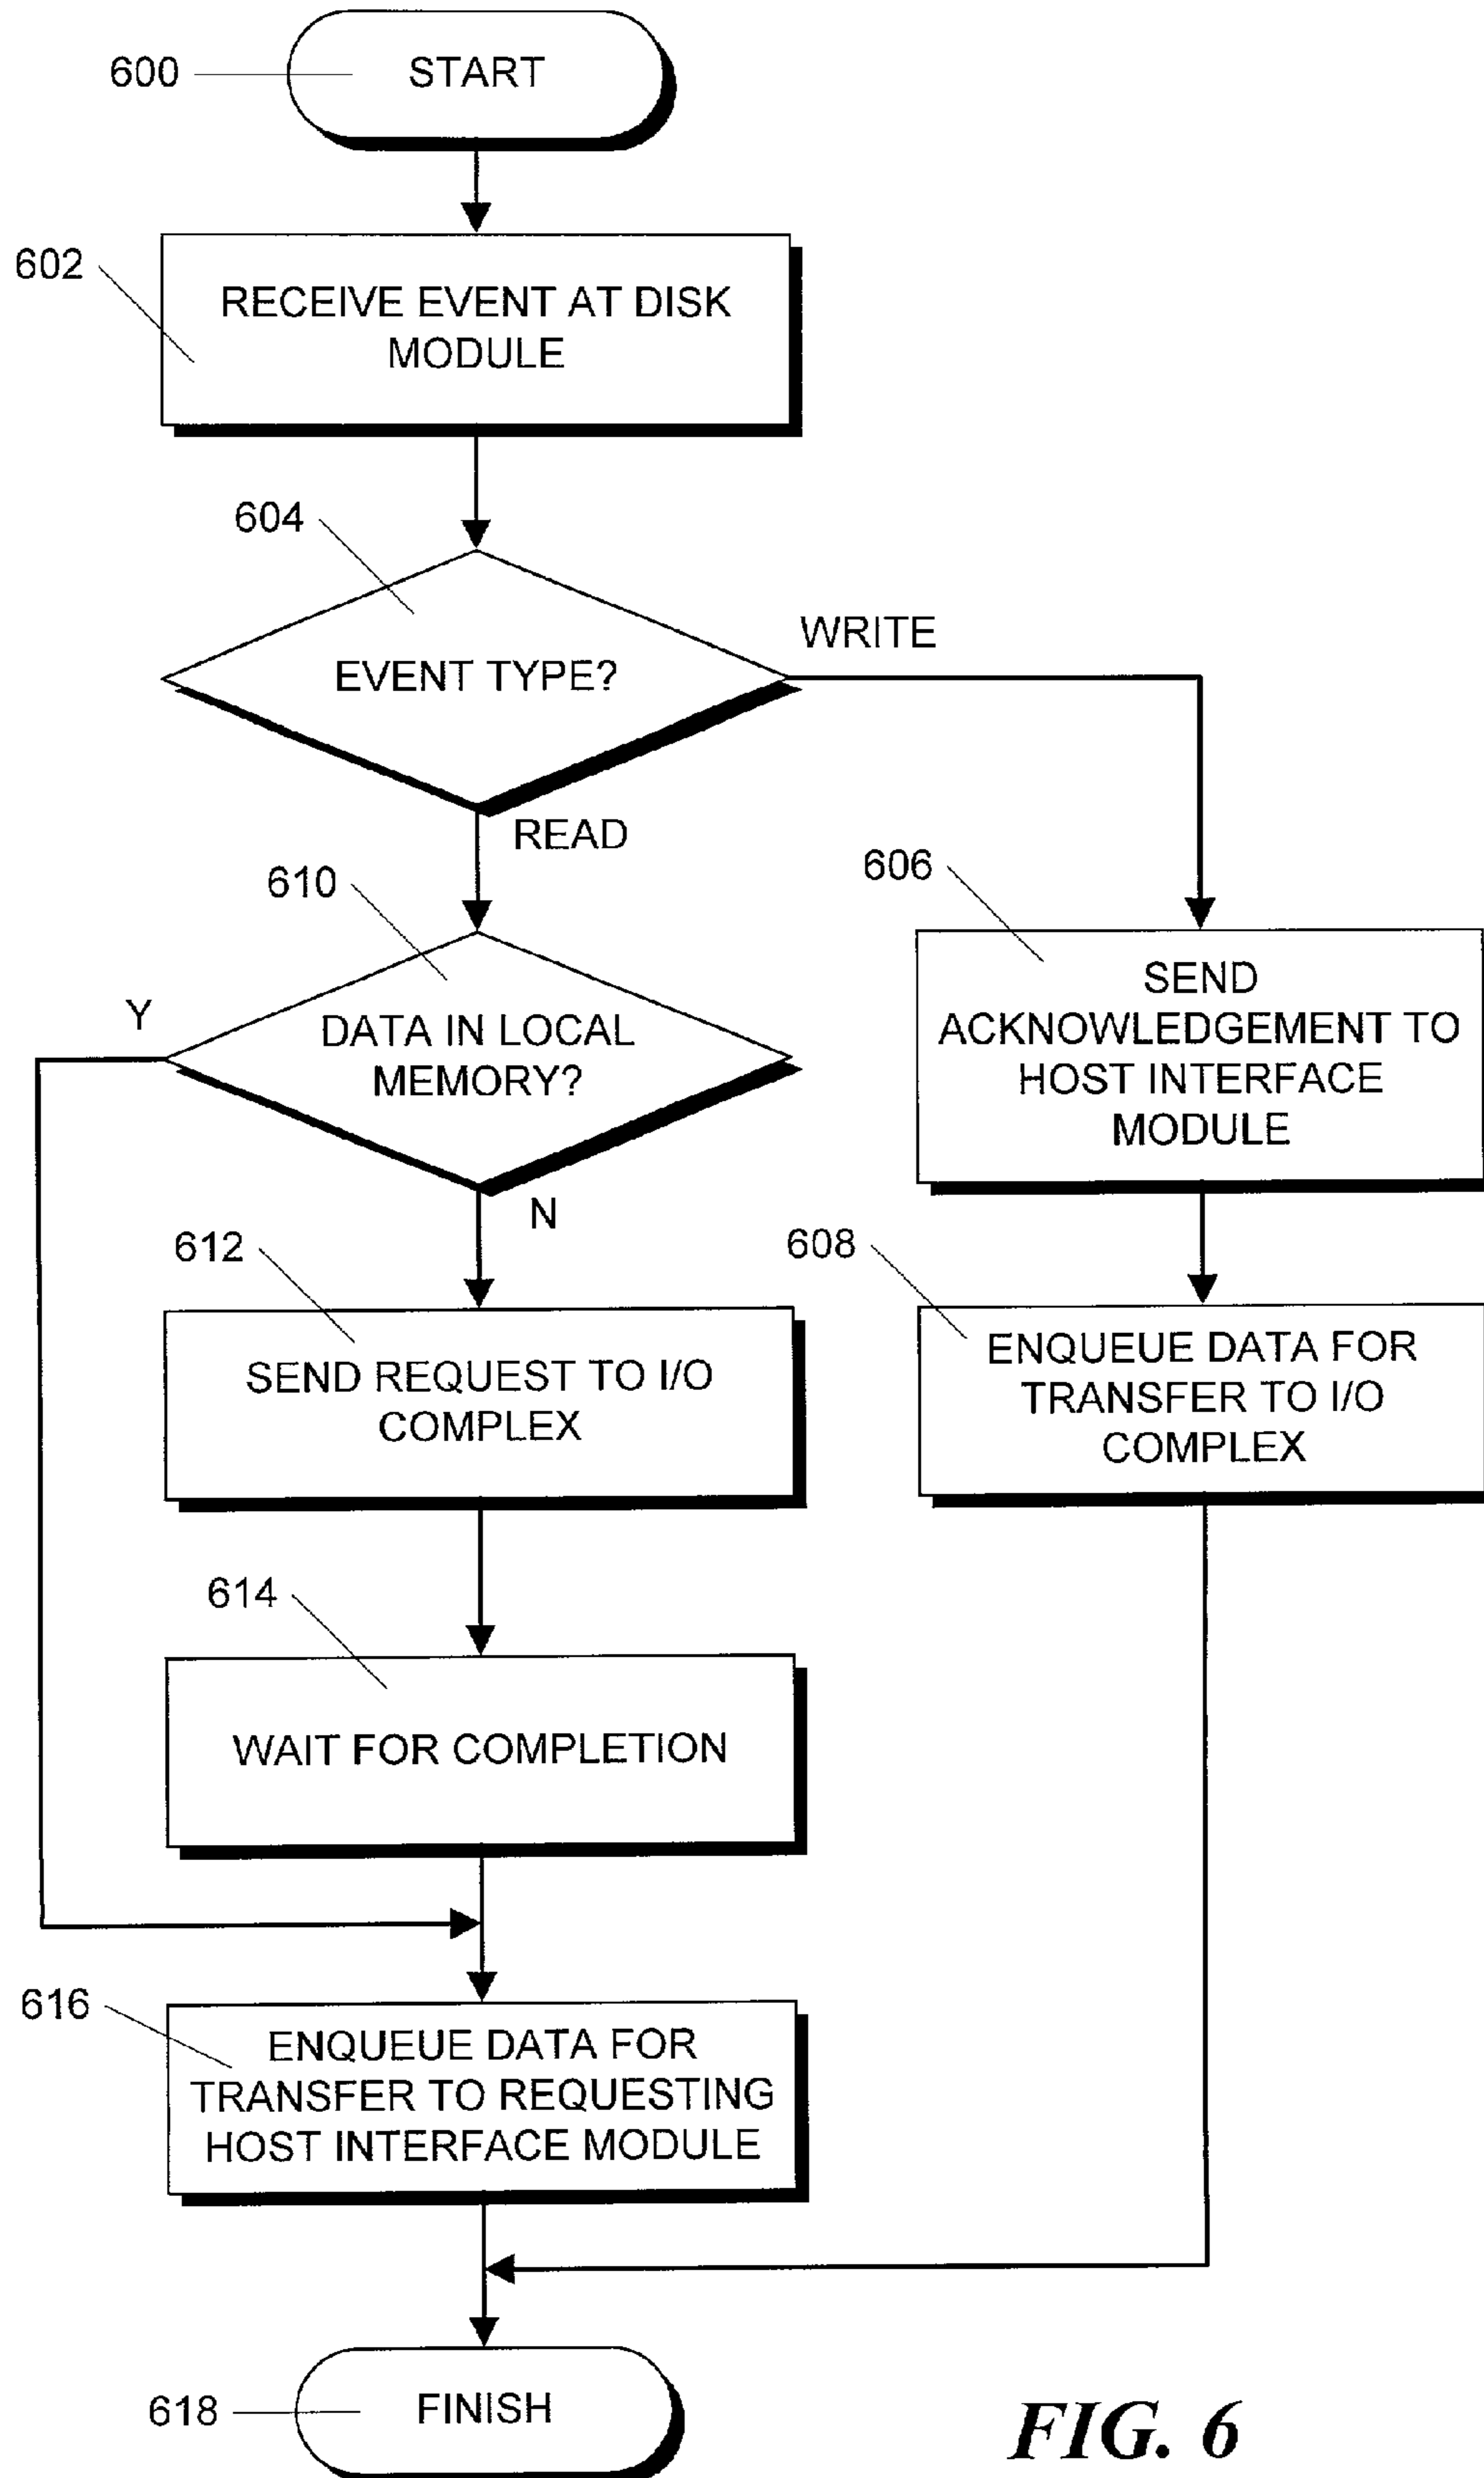 600
START
602
RECEIVE EVENT AT DISK
MODULE
604
EVENT TYPE?
WRITE
READ
610
Y
DATA IN LOCAL
MEMORY?
N
606
SEND
ACKNOWLEDGEMENT TO
HOST INTERFACE
MODULE
612
SEND REQUEST TO I/O
COMPLEX
608
ENQUEUE DATA FOR
TRANSFER TO I/O
COMPLEX
614
WAIT FOR COMPLETION
616
ENQUEUE DATA FOR
TRANSFER TO REQUESTING
HOST INTERFACE MODULE
618
FINISH
FIG. 6